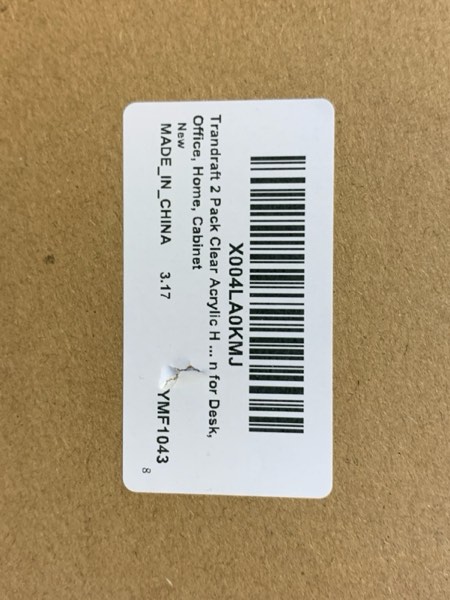 X004LA0KMJ
Trandraft 2 Pack Clear Acrylic H ... n for Desk,
Office, Home, Cabinet
New
MADE_IN_CHINA 3.17 YMF1043
8